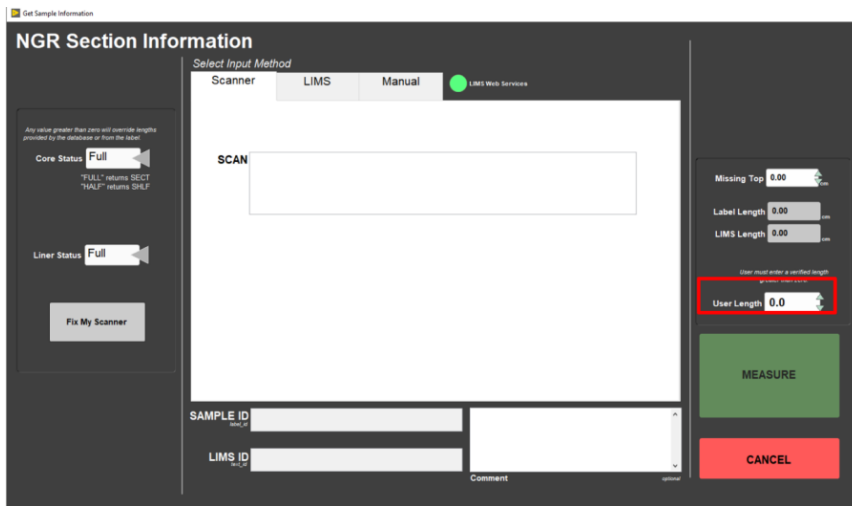 Get Sample Information
NGR Section Information
Select Input Method
Scanner
LIMS
Manual
LIMS Web Services
Any value greater than zero will override lengths
provided by the database or from the label.
Core Status Full
"FULL" returns SECT
"HALF" returns SHLF
Liner Status Full
Fix My Scanner
SCAN
Missing Top 0.00 cm
Label Length 0.00 cm
LIMS Length 0.00 cm
User must enter a verified length
greater than zero.
User Length 0.0
MEASURE
CANCEL
SAMPLE ID
label_id
LIMS ID
text_id
Comment
optional